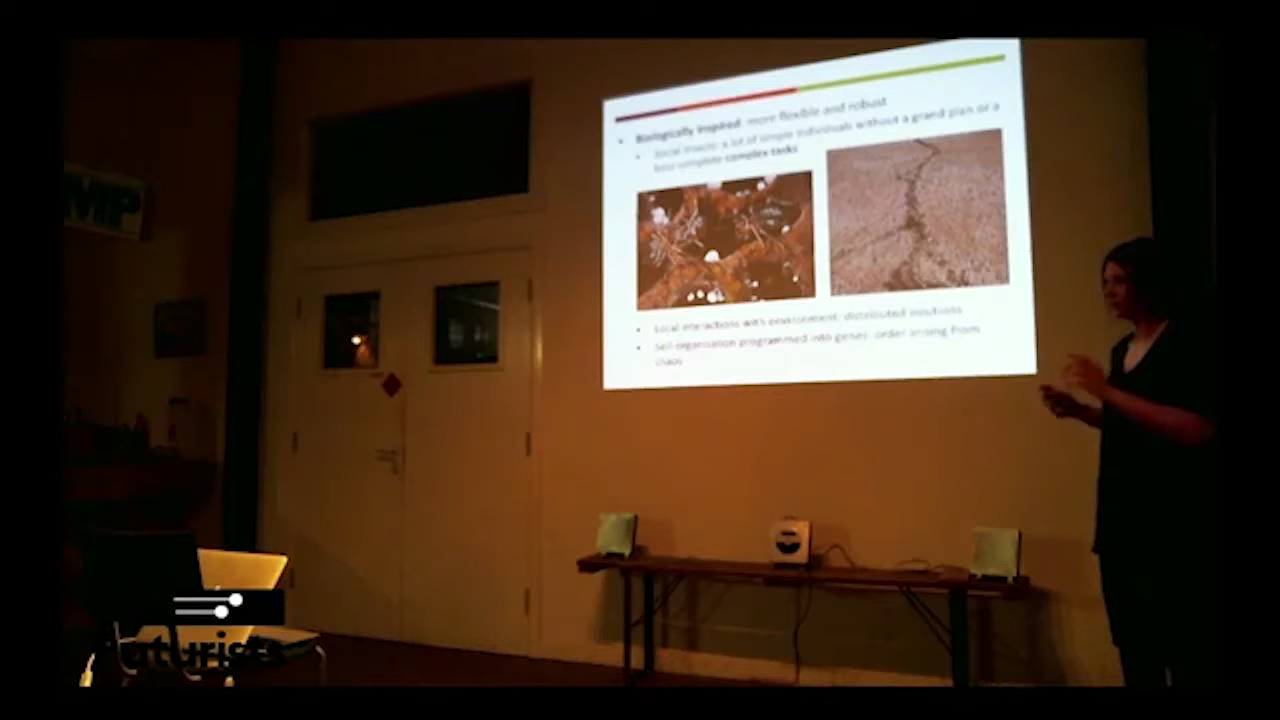 Biologically inspired: more flexible and robust
Social insects: a lot of simple individuals without a grand plan or a
complete complex tasks
MP
Local interactions with environment: distributed solutions
Self-organisation programmed into genes: order arising from
chaos
Futurists